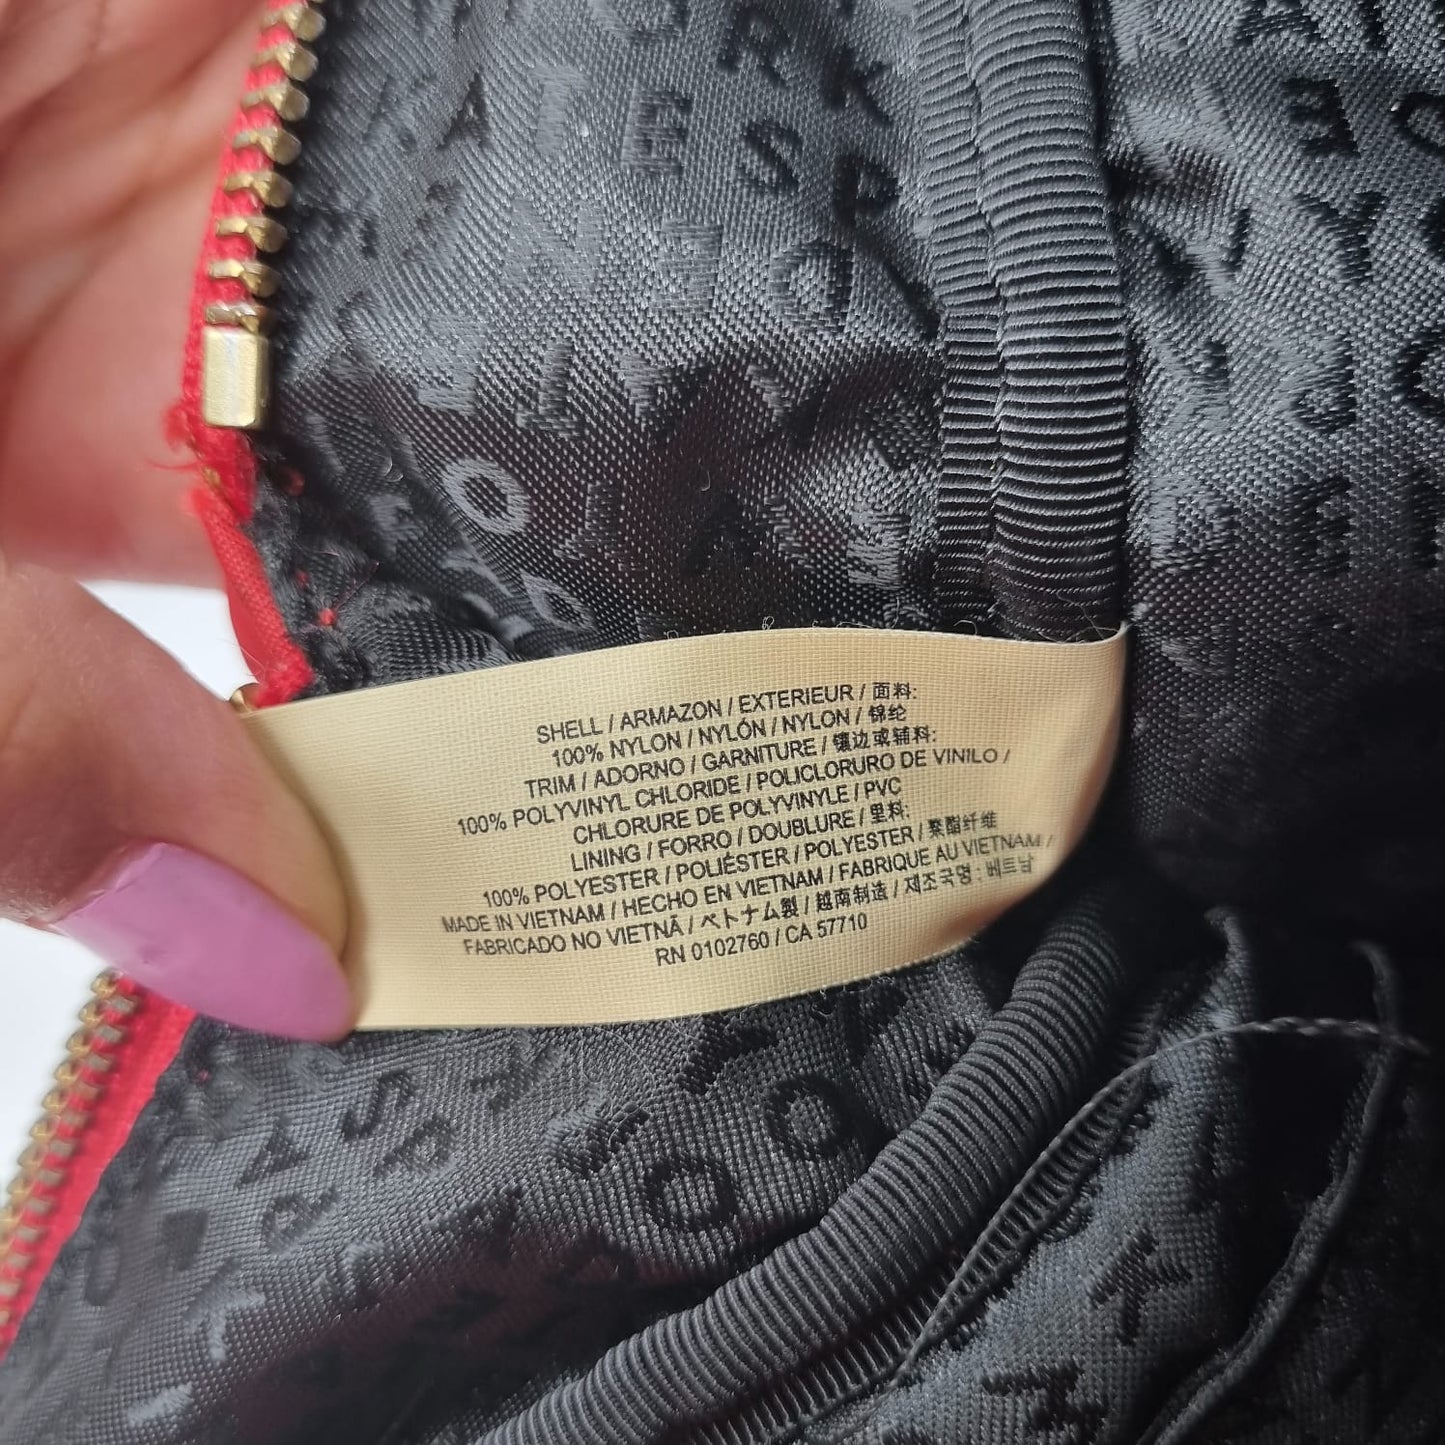 SHELL / ARMAZON / EXTERIEUR / 面料:
100% NYLON / NYLÓN / NYLON / 锦纶
TRIM / ADORNO / GARNITURE / 镶边或辅料:
100% POLYVINYL CHLORIDE / POLICLORURO DE VINILO /
CHLORURE DE POLYVINYLE / PVC
LINING / FORRO / DOUBLURE / 里料:
100% POLYESTER / POLIÉSTER / POLYESTER / 聚酯纤维
MADE IN VIETNAM / HECHO EN VIETNAM / FABRIQUE AU VIETNAM /
FABRICADO NO VIETNÃ / ベトナム製 / 越南制造 / 제조국명 : 베트남
RN 0102760 / CA 57710